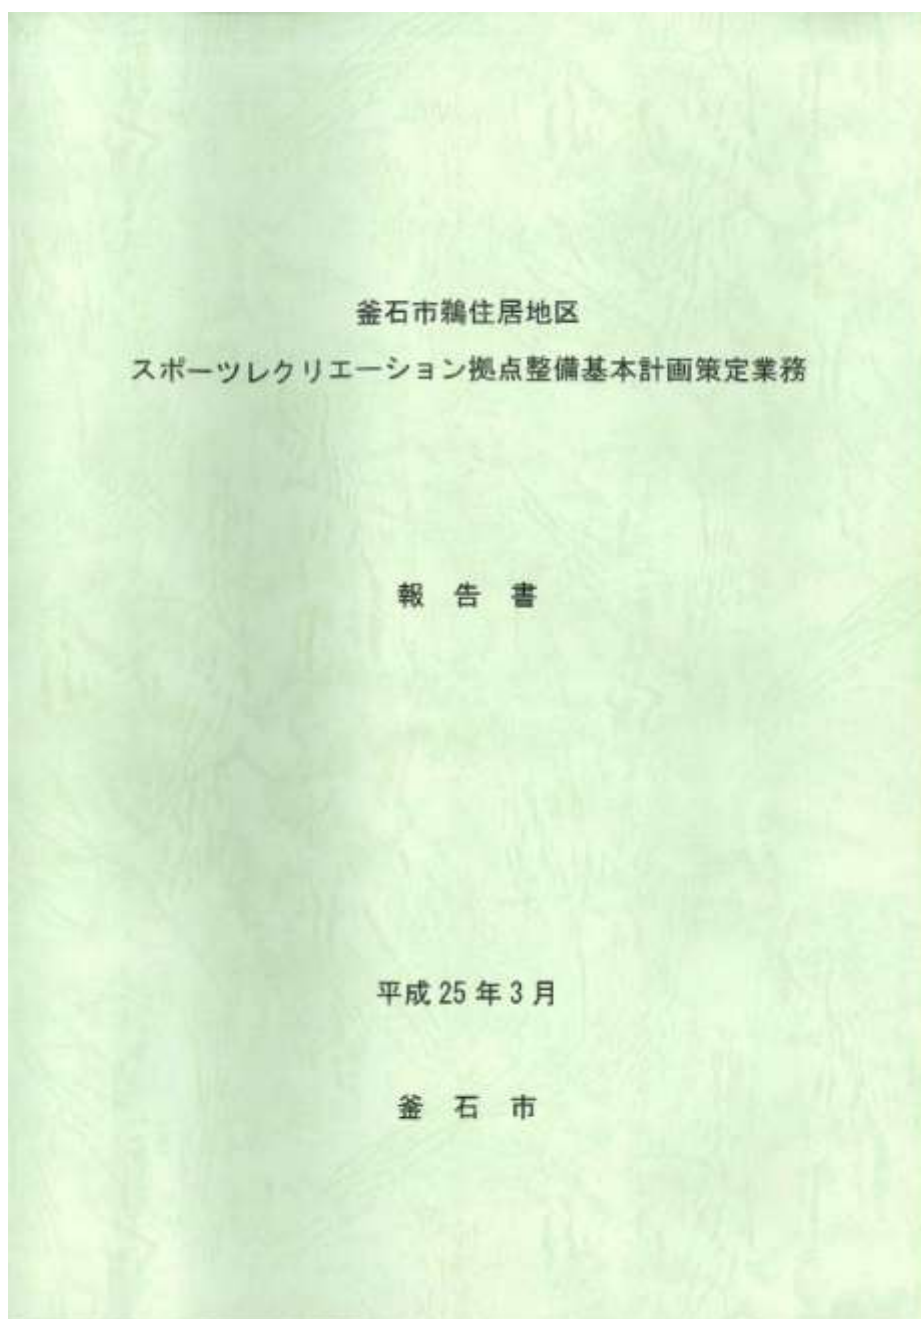 釜石市鵜住居地区
スポーツレクリエーション拠点整備基本計画策定業務
報 告 書
平成 25 年 3 月
釜 石 市